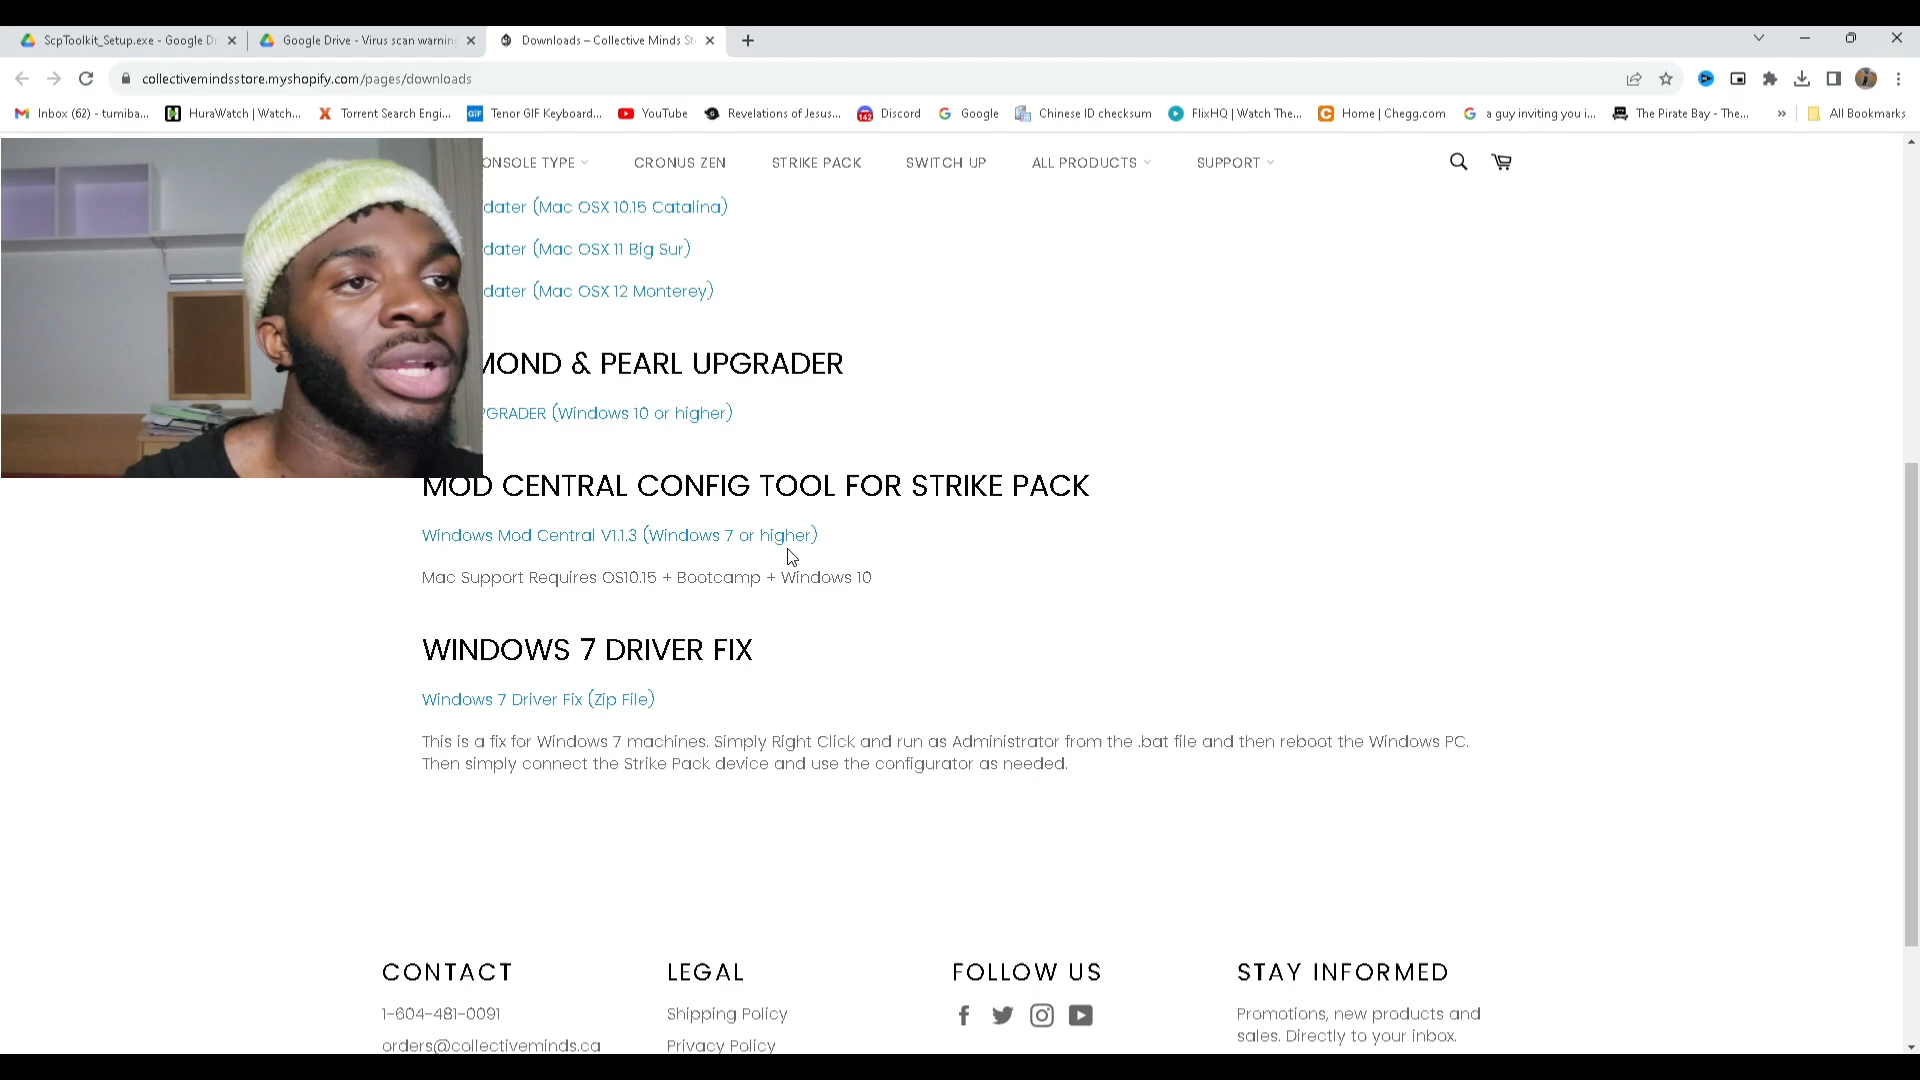 ScpToolkit_Setup.exe - Google Dr
Google Drive - Virus scan warning
Downloads – Collective Minds St
collectivemindsstore.myshopify.com/pages/downloads
Inbox (62) - tumiba...
HuraWatch | Watch...
Torrent Search Engi...
GIF
Tenor GIF Keyboard...
YouTube
Revelations of Jesus...
142
Discord
Google
Chinese ID checksum
FlixHQ | Watch The...
Home | Chegg.com
a guy inviting you i...
The Pirate Bay - The...
»
All Bookmarks
ONSOLE TYPE
CRONUS ZEN
STRIKE PACK
SWITCH UP
ALL PRODUCTS
SUPPORT
dater (Mac OSX 10.15 Catalina)
dater (Mac OSX 11 Big Sur)
dater (Mac OSX 12 Monterey)
MOND & PEARL UPGRADER
PGRADER (Windows 10 or higher)
MOD CENTRAL CONFIG TOOL FOR STRIKE PACK
Windows Mod Central V1.1.3 (Windows 7 or higher)
Mac Support Requires OS10.15 + Bootcamp + Windows 10
WINDOWS 7 DRIVER FIX
Windows 7 Driver Fix (Zip File)
This is a fix for Windows 7 machines. Simply Right Click and run as Administrator from the .bat file and then reboot the Windows PC.
Then simply connect the Strike Pack device and use the configurator as needed.
CONTACT
1-604-481-0091
orders@collectiveminds.ca
LEGAL
Shipping Policy
Privacy Policy
FOLLOW US
STAY INFORMED
Promotions, new products and
sales. Directly to your inbox.